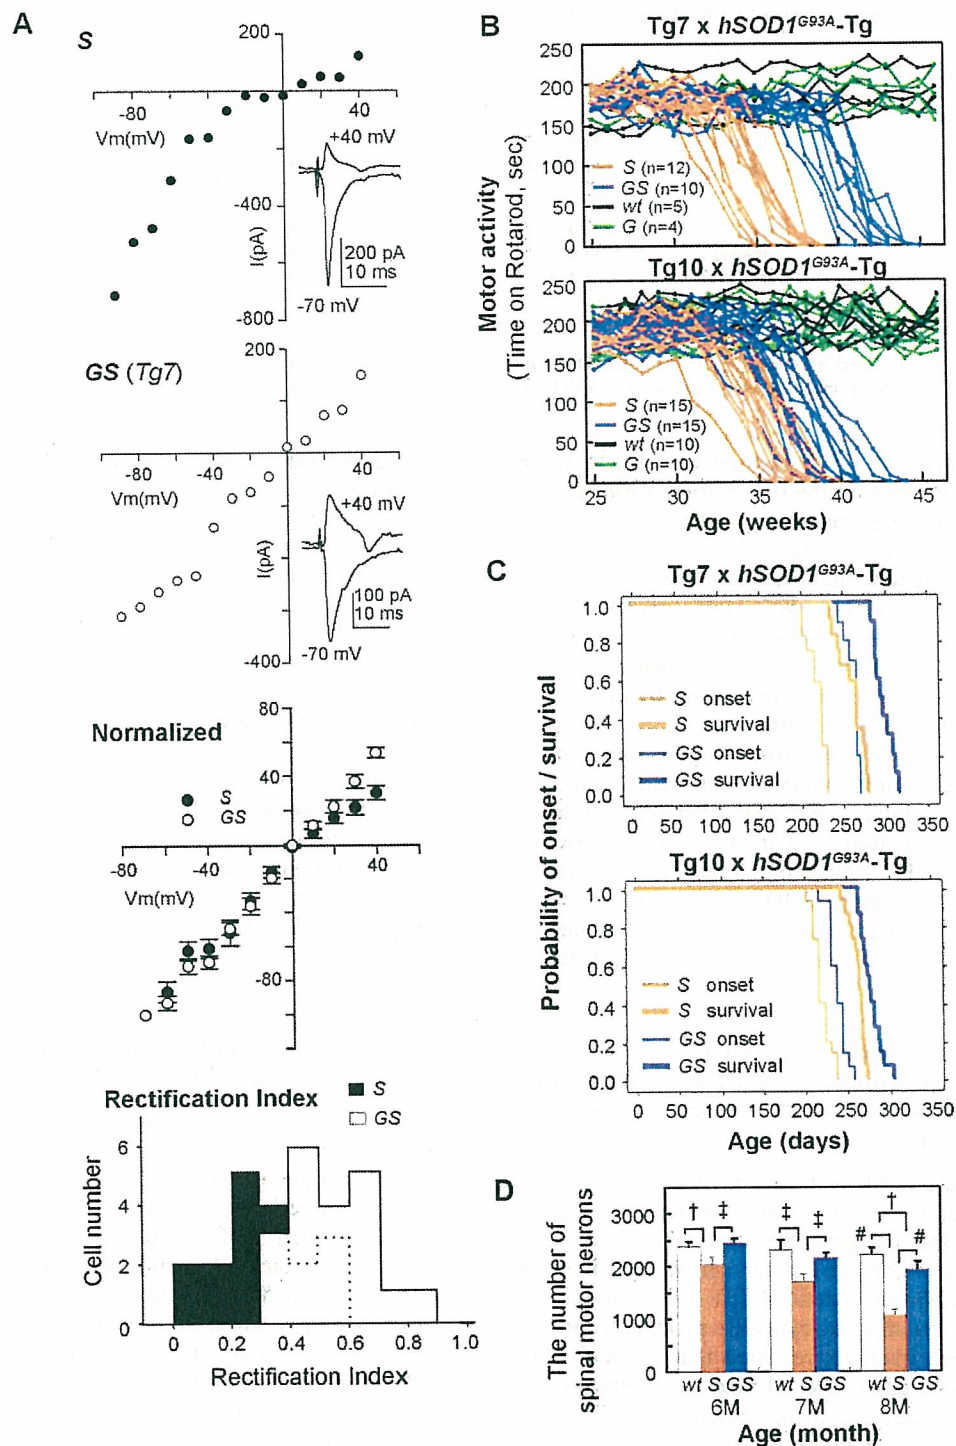 A
S
200
-80
40
Vm(mV)
+40 mV
-400
I(pA)
200 pA
10 ms
-70 mV
-800
GS (Tg7)
200
-80
-40
40
Vm(mV)
+40 mV
I(pA)
100 pA
10 ms
-70 mV
-400
Normalized
80
40
S
GS
-80
-40
40
Vm(mV)
-80
Rectification Index
S
GS
Cell number
6
4
2
0
0
0.2
0.4
0.6
0.8
1.0
Rectification Index
B
Tg7 x hSOD1G93A-Tg
Motor activity
(Time on Rotarod, sec)
250
200
150
100
50
0
S (n=12)
GS (n=10)
wt (n=5)
G (n=4)
Tg10 x hSOD1G93A-Tg
250
200
150
100
50
0
S (n=15)
GS (n=15)
wt (n=10)
G (n=10)
25 30 35 40 45
Age (weeks)
C
Tg7 x hSOD1G93A-Tg
Probability of onset / survival
1.0
0.8
0.6
0.4
0.2
0.0
S onset
S survival
GS onset
GS survival
0 50 100 150 200 250 300 350
Tg10 x hSOD1G93A-Tg
1.0
0.8
0.6
0.4
0.2
0.0
S onset
S survival
GS onset
GS survival
0 50 100 150 200 250 300 350
Age (days)
D
The number of
spinal motor neurons
3000
2000
1000
0
† ‡
‡ ‡
†
# #
wt S GS wt S GS wt S GS
6M 7M 8M
Age (month)